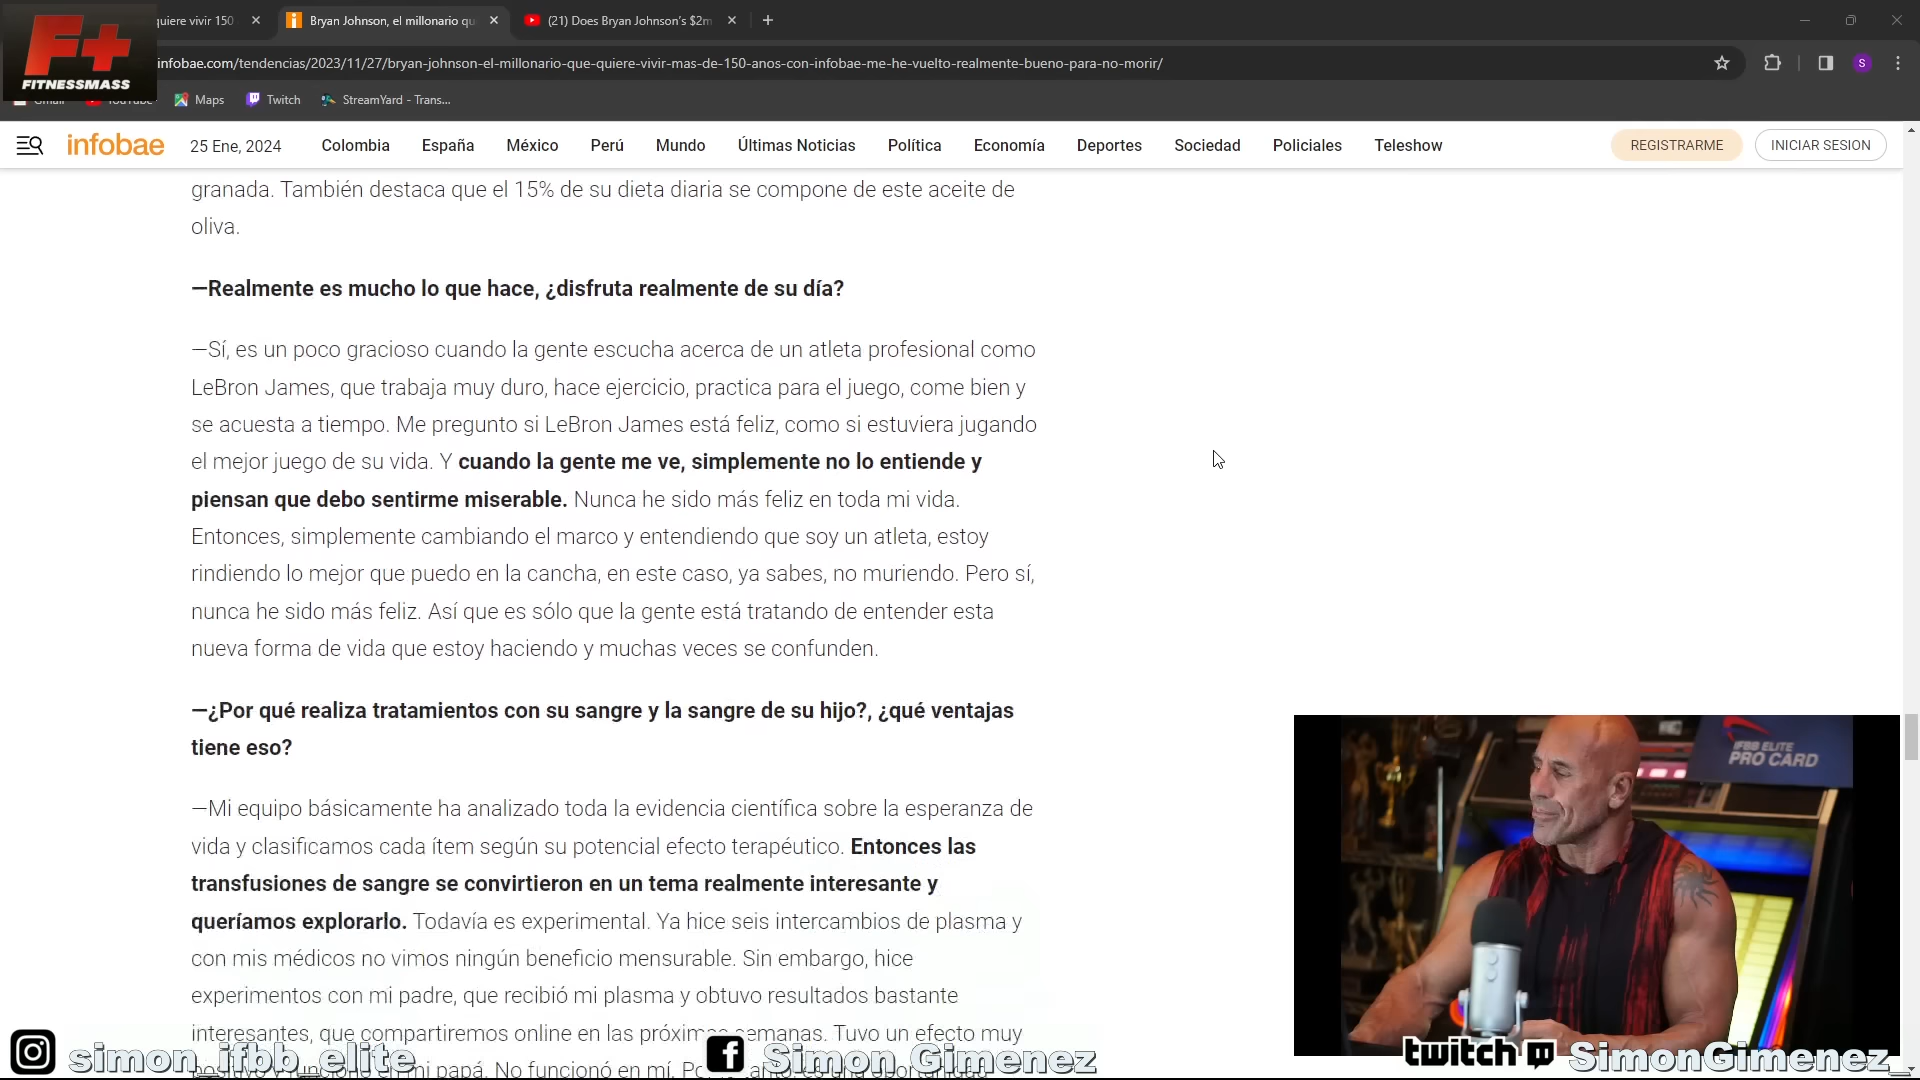 quiere vivir 150
Bryan Johnson, el millonario qu
(21) Does Bryan Johnson's $2m
F+
FITNESSMASS
infobae.com/tendencias/2023/11/27/bryan-johnson-el-millonario-que-quiere-vivir-mas-de-150-anos-con-infobae-me-he-vuelto-realmente-bueno-para-no-morir/
S
Gmail
YouTube
Maps
Twitch
StreamYard - Trans...
infobae
25 Ene, 2024
Colombia
España
México
Perú
Mundo
Últimas Noticias
Política
Economía
Deportes
Sociedad
Policiales
Teleshow
REGISTRARME
INICIAR SESION
granada. También destaca que el 15% de su dieta diaria se compone de este aceite de
oliva.
—Realmente es mucho lo que hace, ¿disfruta realmente de su día?
—Sí, es un poco gracioso cuando la gente escucha acerca de un atleta profesional como
LeBron James, que trabaja muy duro, hace ejercicio, practica para el juego, come bien y
se acuesta a tiempo. Me pregunto si LeBron James está feliz, como si estuviera jugando
el mejor juego de su vida. Y cuando la gente me ve, simplemente no lo entiende y
piensan que debo sentirme miserable. Nunca he sido más feliz en toda mi vida.
Entonces, simplemente cambiando el marco y entendiendo que soy un atleta, estoy
rindiendo lo mejor que puedo en la cancha, en este caso, ya sabes, no muriendo. Pero sí,
nunca he sido más feliz. Así que es sólo que la gente está tratando de entender esta
nueva forma de vida que estoy haciendo y muchas veces se confunden.
—¿Por qué realiza tratamientos con su sangre y la sangre de su hijo?, ¿qué ventajas
tiene eso?
—Mi equipo básicamente ha analizado toda la evidencia científica sobre la esperanza de
vida y clasificamos cada ítem según su potencial efecto terapéutico. Entonces las
transfusiones de sangre se convirtieron en un tema realmente interesante y
queríamos explorarlo. Todavía es experimental. Ya hice seis intercambios de plasma y
con mis médicos no vimos ningún beneficio mensurable. Sin embargo, hice
experimentos con mi padre, que recibió mi plasma y obtuvo resultados bastante
interesantes, que compartiremos online en las próximas semanas. Tuvo un efecto muy
mi papá. No funcionó en mí.
IFBB ELITE
PRO CARD
simon_ifbb_elite
Simon Gimenez
twitch
SimonGimenez_